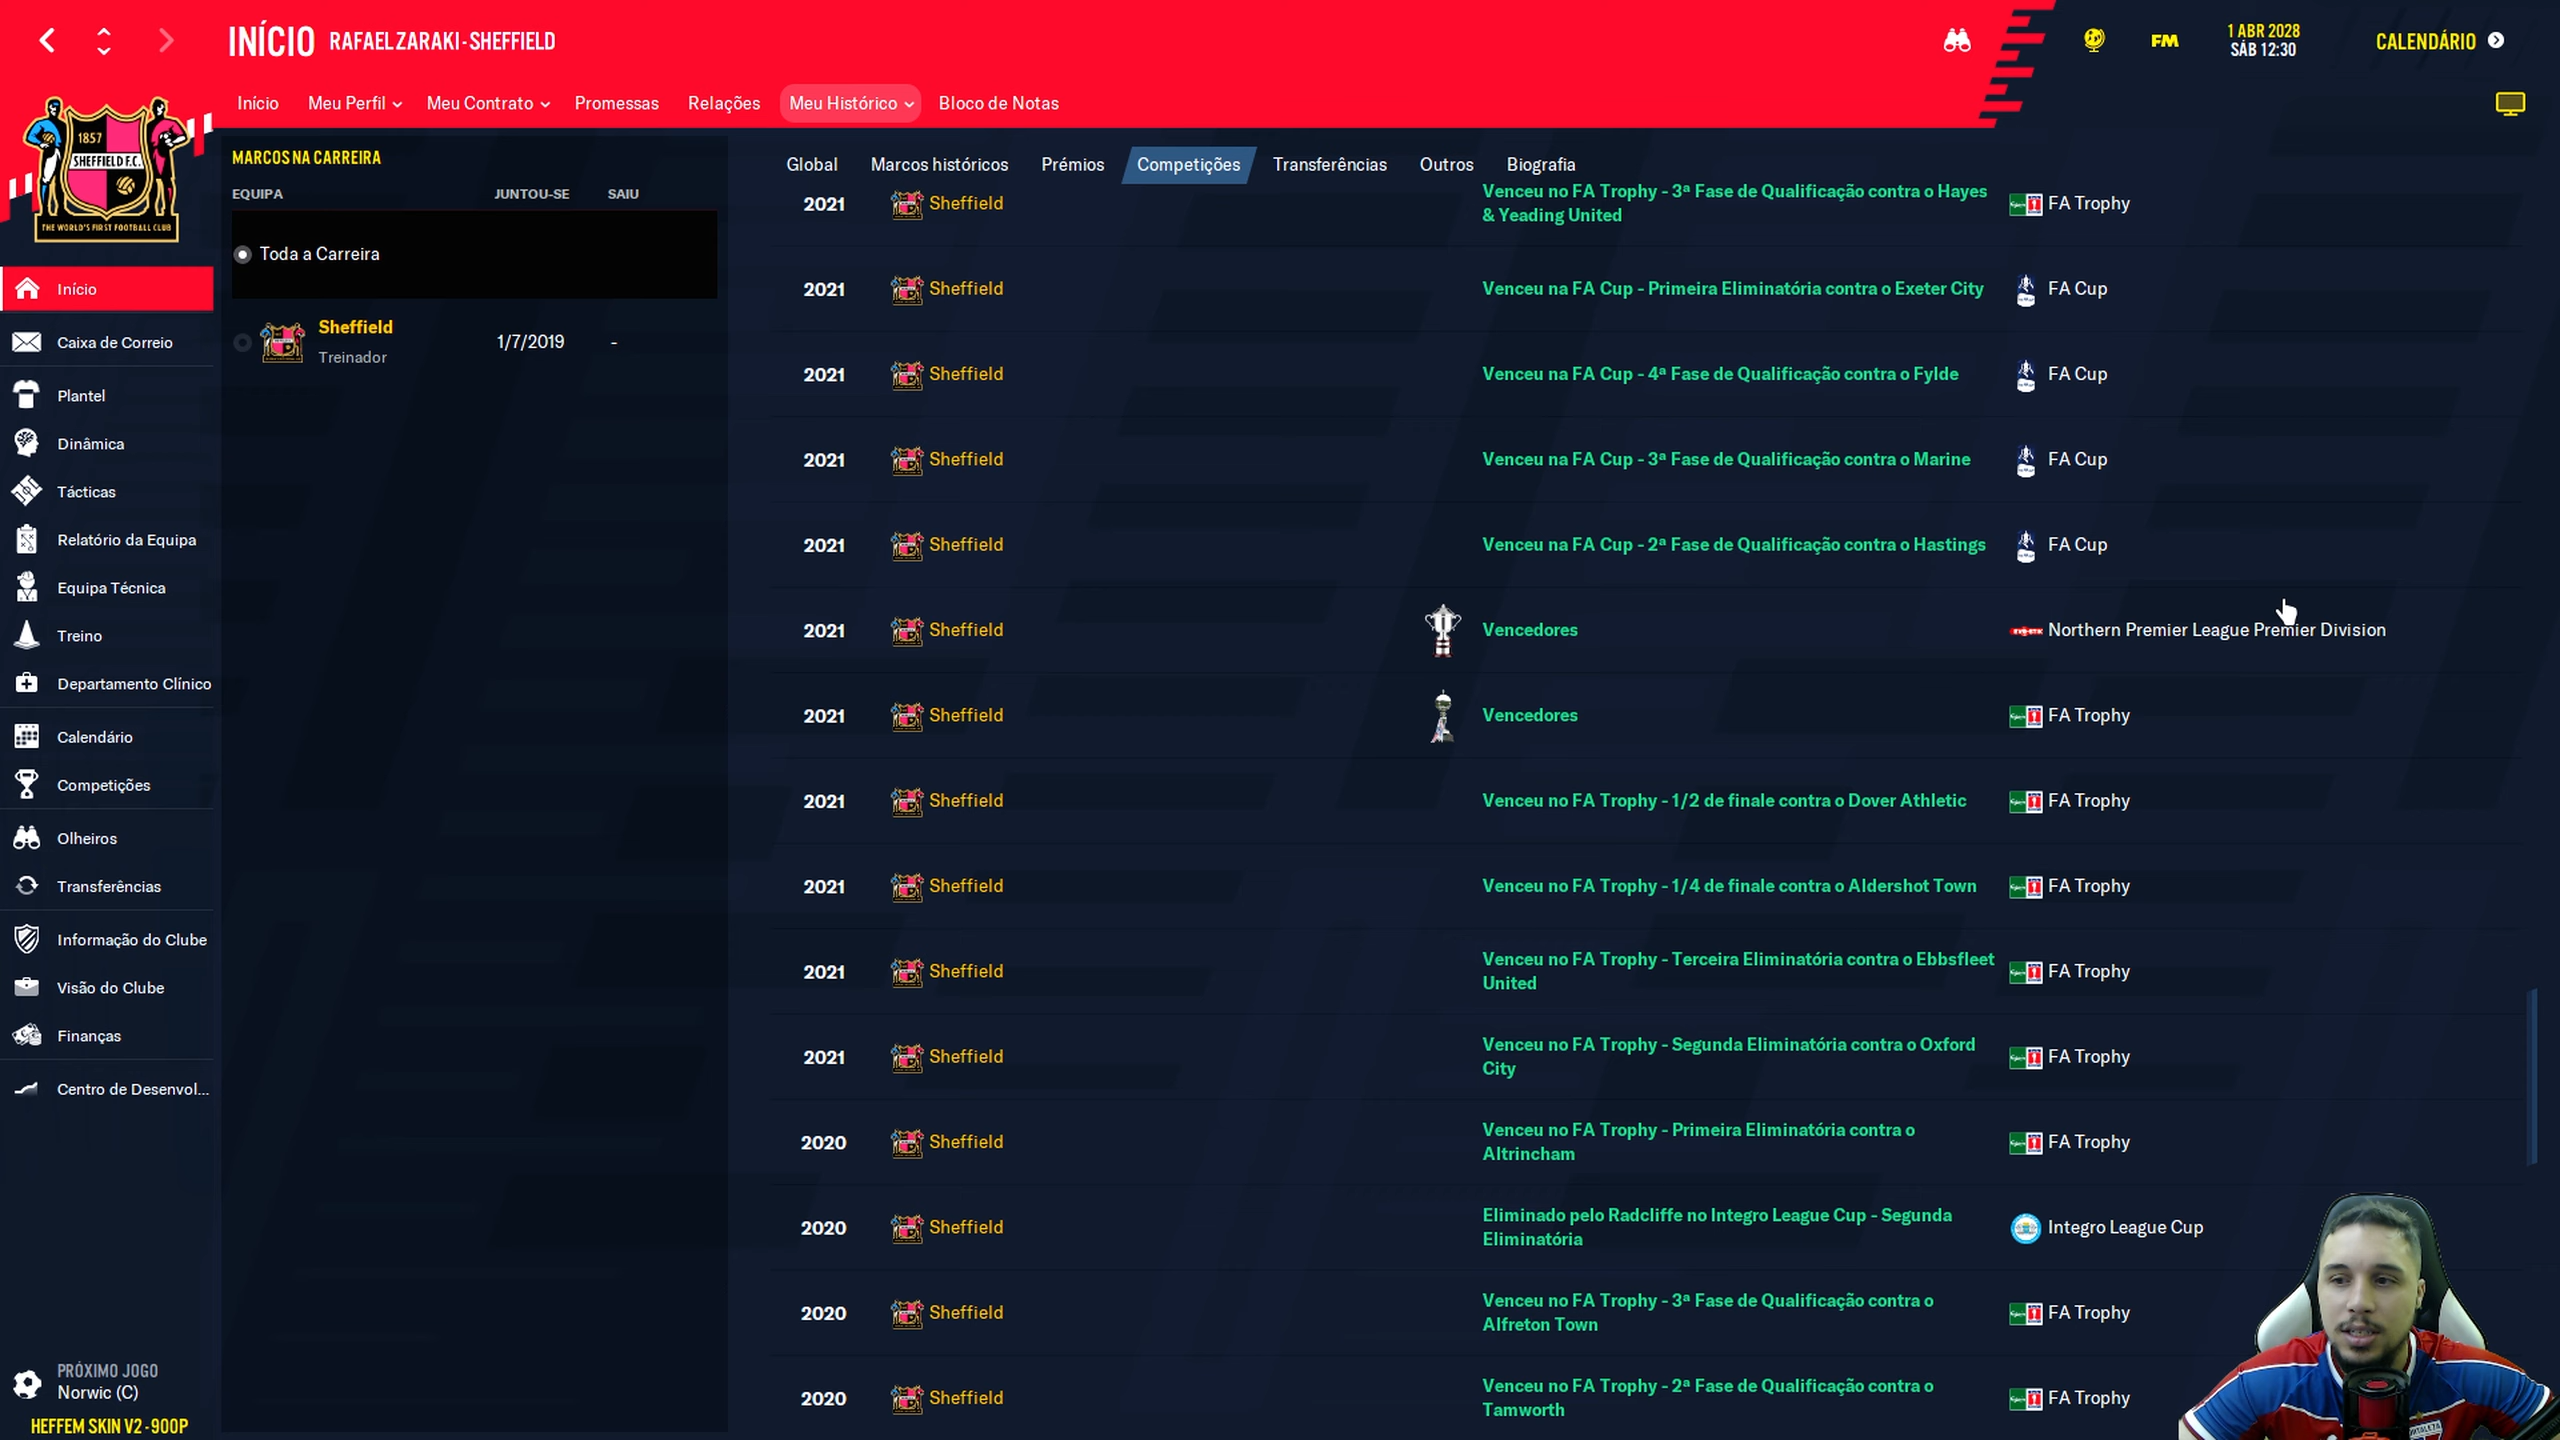 INÍCIO RAFAEL ZARAKI - SHEFFIELD
FM
1 ABR 2028
SÁB 12:30
CALENDÁRIO
Início
Meu Perfil
Meu Contrato
Promessas
Relações
Meu Histórico
Bloco de Notas
1857
SHEFFIELD F.C.
THE WORLD'S FIRST FOOTBALL CLUB
Início
Caixa de Correio
Plantel
Dinâmica
Tácticas
Relatório da Equipa
Equipa Técnica
Treino
Departamento Clínico
Calendário
Competições
Olheiros
Transferências
Informação do Clube
Visão do Clube
Finanças
Centro de Desenvol...
PRÓXIMO JOGO
Norwic (C)
HEFFEM SKIN V2 - 900P
MARCOS NA CARREIRA
EQUIPA JUNTOU-SE SAIU
Toda a Carreira
Sheffield
Treinador
1/7/2019 -
Global Marcos históricos Prémios Competições Transferências Outros Biografia
2021 Sheffield Venceu no FA Trophy - 3ª Fase de Qualificação contra o Hayes
& Yeading United
FA Trophy
2021 Sheffield Venceu na FA Cup - Primeira Eliminatória contra o Exeter City FA Cup
2021 Sheffield Venceu na FA Cup - 4ª Fase de Qualificação contra o Fylde FA Cup
2021 Sheffield Venceu na FA Cup - 3ª Fase de Qualificação contra o Marine FA Cup
2021 Sheffield Venceu na FA Cup - 2ª Fase de Qualificação contra o Hastings FA Cup
2021 Sheffield Vencedores Northern Premier League Premier Division
2021 Sheffield Vencedores FA Trophy
2021 Sheffield Venceu no FA Trophy - 1/2 de finale contra o Dover Athletic FA Trophy
2021 Sheffield Venceu no FA Trophy - 1/4 de finale contra o Aldershot Town FA Trophy
2021 Sheffield Venceu no FA Trophy - Terceira Eliminatória contra o Ebbsfleet
United
FA Trophy
2021 Sheffield Venceu no FA Trophy - Segunda Eliminatória contra o Oxford
City
FA Trophy
2020 Sheffield Venceu no FA Trophy - Primeira Eliminatória contra o
Altrincham
FA Trophy
2020 Sheffield Eliminado pelo Radcliffe no Integro League Cup - Segunda
Eliminatória
Integro League Cup
2020 Sheffield Venceu no FA Trophy - 3ª Fase de Qualificação contra o
Alfreton Town
FA Trophy
2020 Sheffield Venceu no FA Trophy - 2ª Fase de Qualificação contra o
Tamworth
FA Trophy